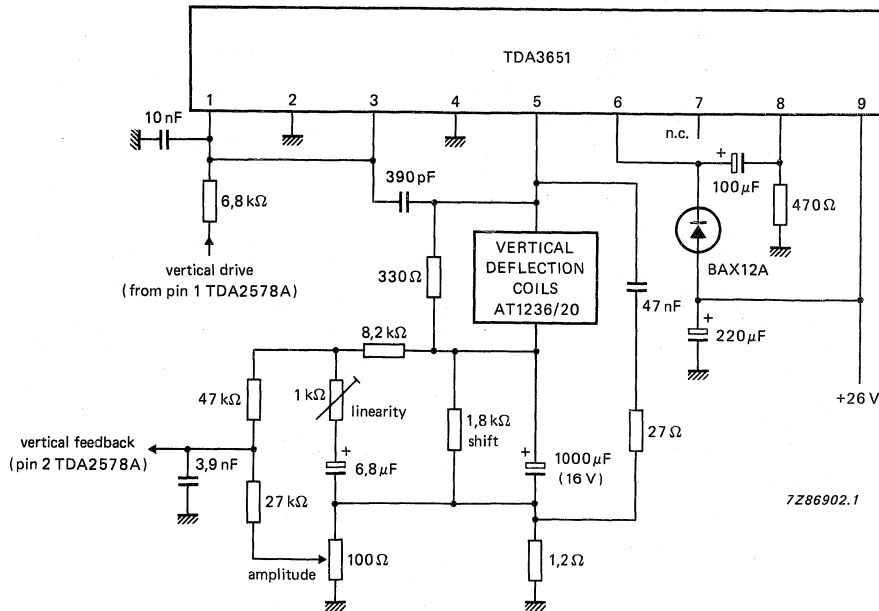 TDA3651
1 2 3 4 5 6 7 8 9
10 nF
n.c.
390 pF
+
100 μF
6,8 kΩ
470 Ω
vertical drive
(from pin 1 TDA2578A)
330 Ω
VERTICAL
DEFLECTION
COILS
AT1236/20
BAX12A
47 nF
+
220 μF
8,2 kΩ
+26 V
47 kΩ
1 kΩ
linearity
1,8 kΩ
shift
27 Ω
vertical feedback
(pin 2 TDA2578A)
3,9 nF
+
6,8 μF
+
1000 μF
(16 V)
27 kΩ
7Z86902.1
amplitude
100 Ω
1,2 Ω